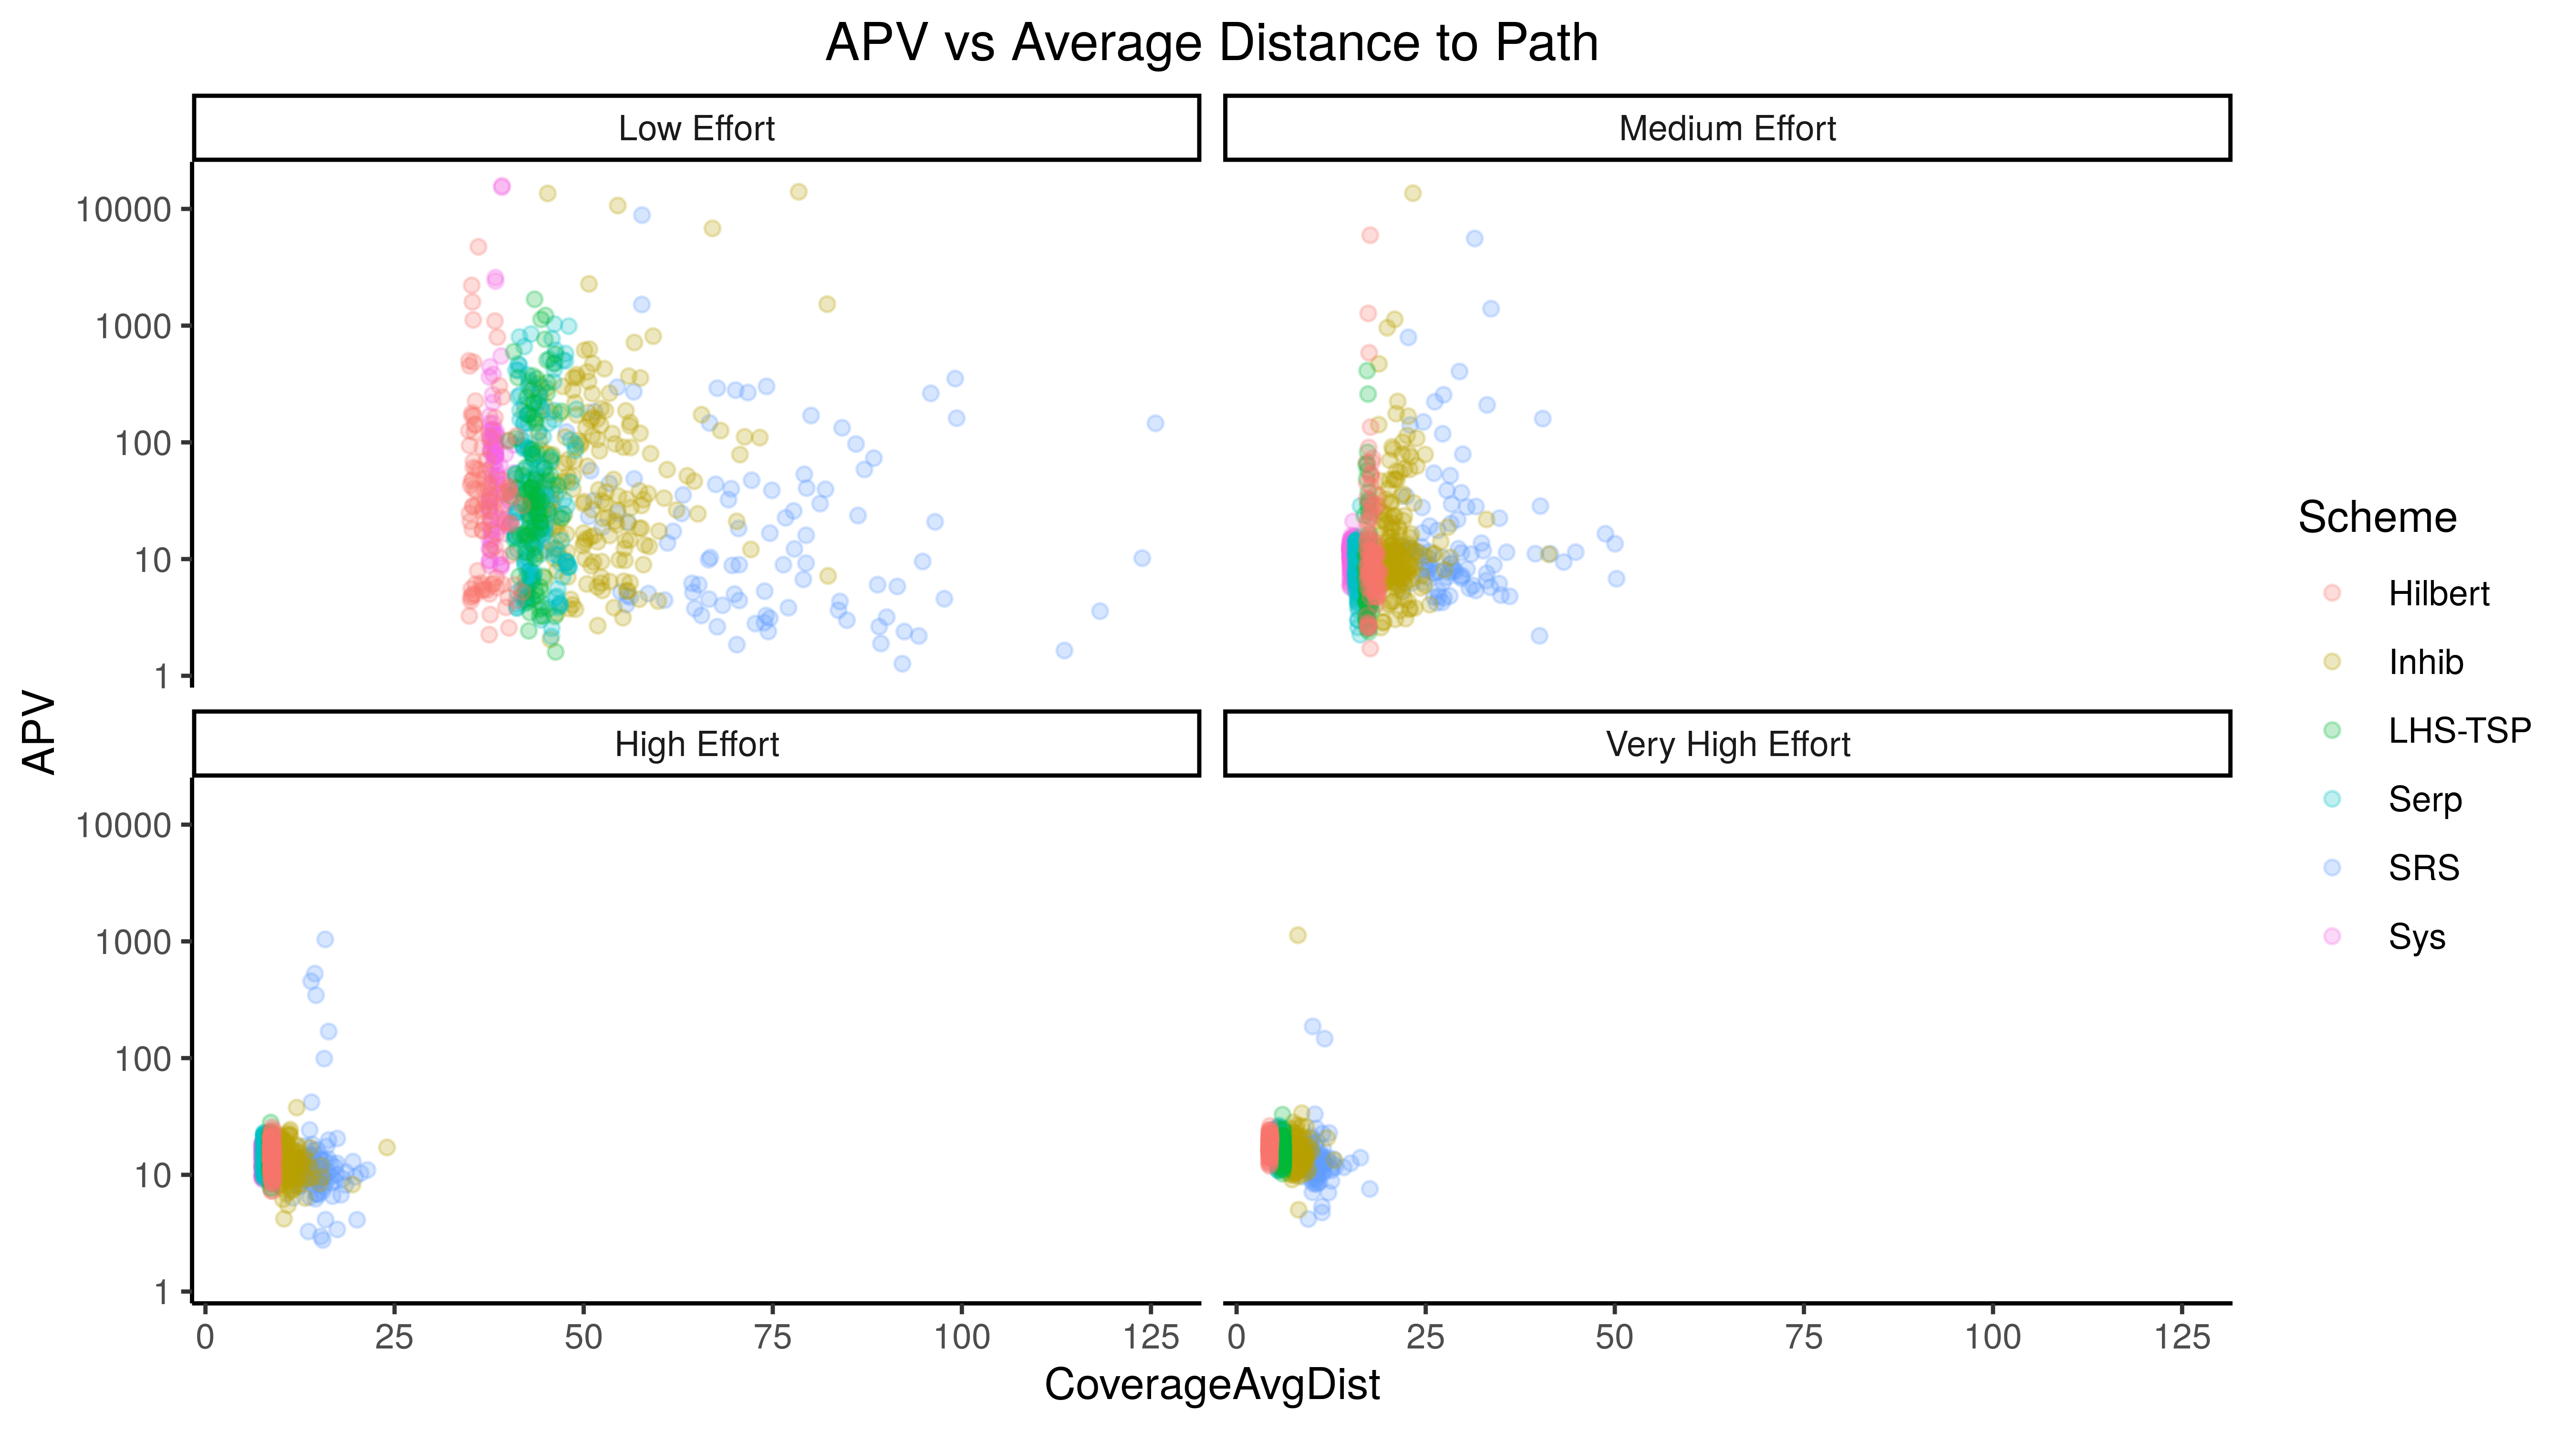 APV vs Average Distance to Path
Low Effort
Medium Effort
10000
1000
100
10
1
High Effort
Very High Effort
10000
1000
100
10
1
0 25 50 75 100 125
0 25 50 75 100 125
CoverageAvgDist
APV
Scheme
Hilbert
Inhib
LHS-TSP
Serp
SRS
Sys